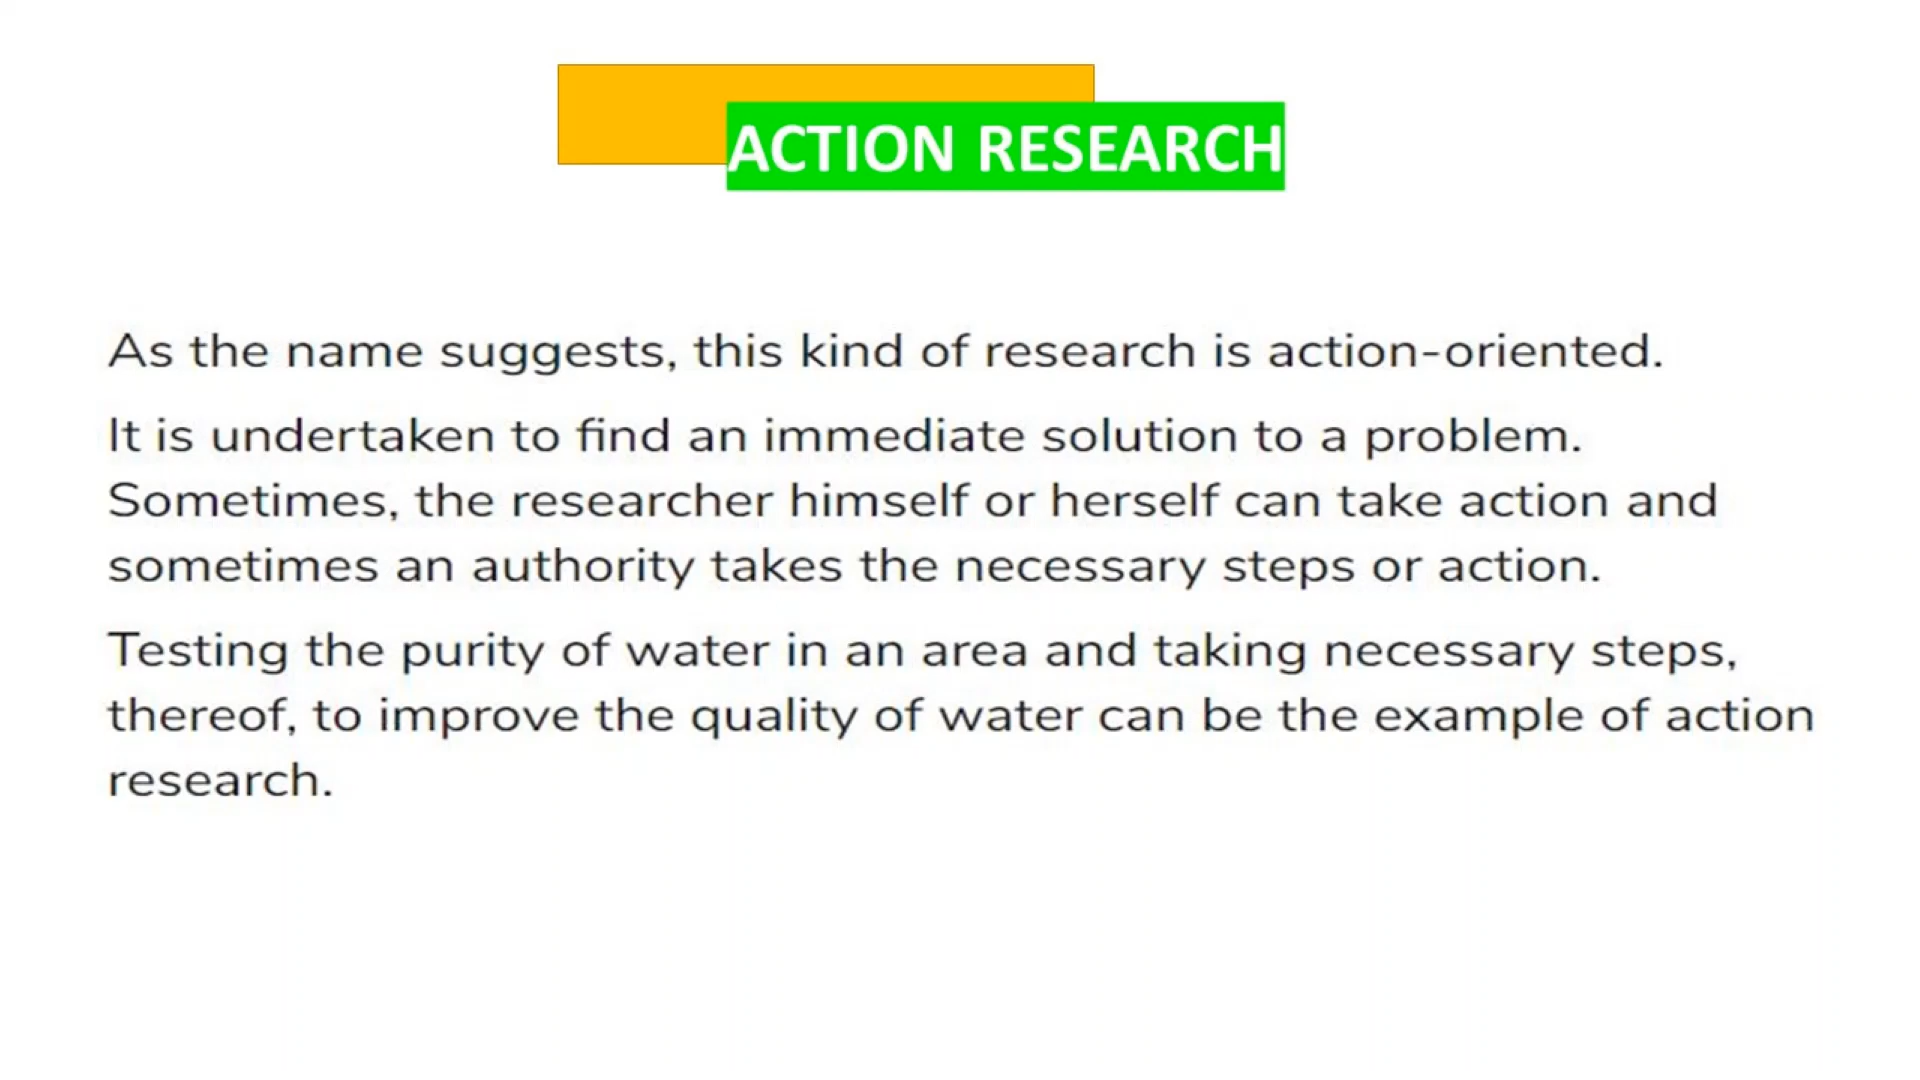 ACTION RESEARCH
As the name suggests, this kind of research is action-oriented.
It is undertaken to find an immediate solution to a problem.
Sometimes, the researcher himself or herself can take action and
sometimes an authority takes the necessary steps or action.
Testing the purity of water in an area and taking necessary steps,
thereof, to improve the quality of water can be the example of action
research.